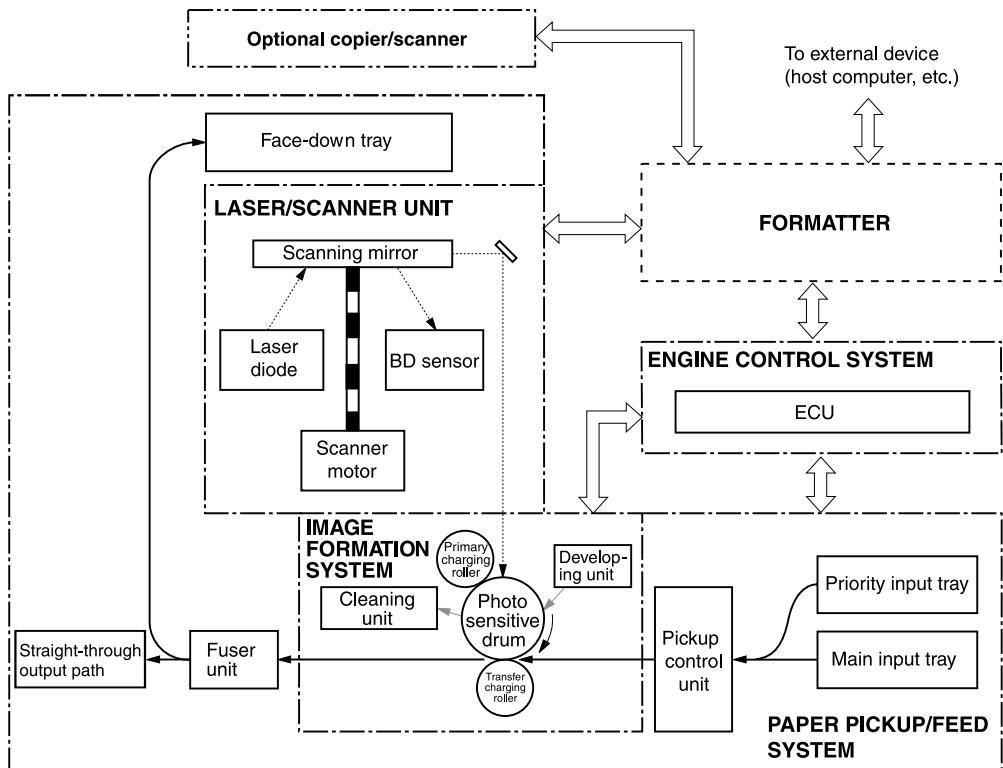 Optional copier/scanner
To external device
(host computer, etc.)
Face-down tray
FORMATTER
LASER/SCANNER UNIT
Scanning mirror
Laser
diode
BD sensor
Scanner
motor
ENGINE CONTROL SYSTEM
ECU
IMAGE
FORMATION
SYSTEM
Primary
charging
roller
Develop-
ing unit
Cleaning
unit
Photo
sensitive
drum
Transfer
charging
roller
Priority input tray
Main input tray
Pickup
control
unit
Fuser
unit
Straight-through
output path
PAPER PICKUP/FEED
SYSTEM